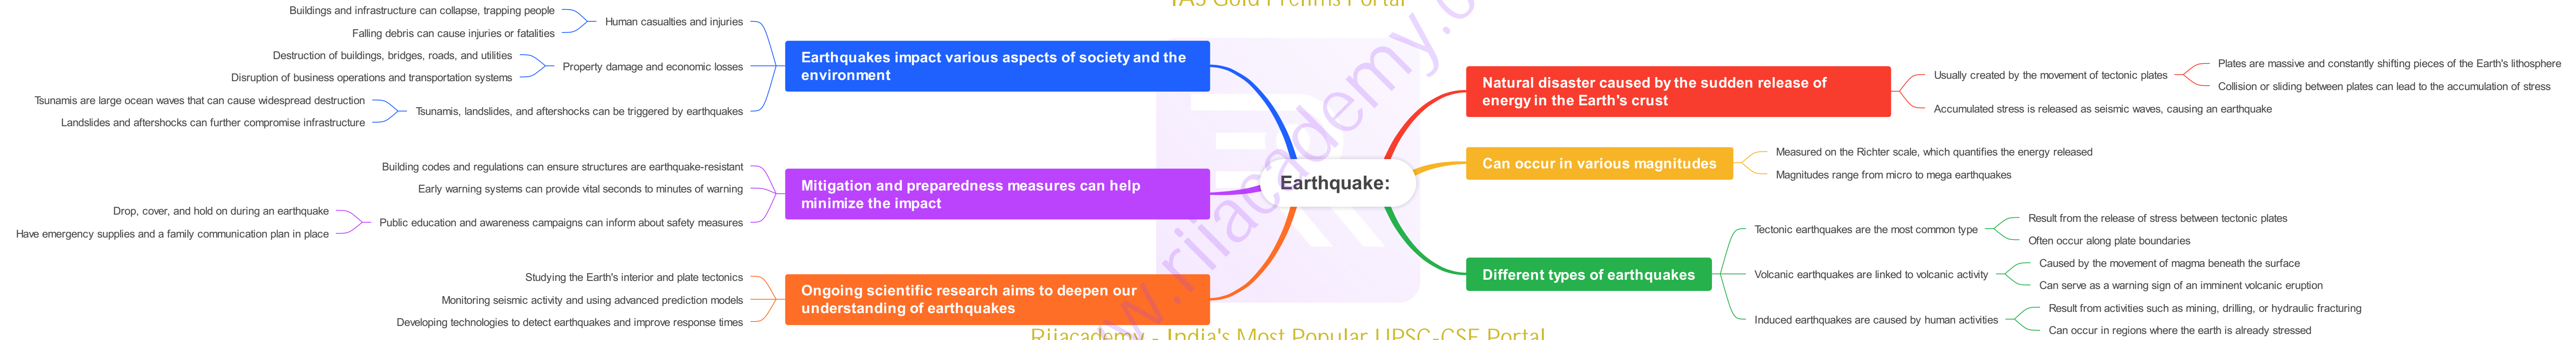 IAS Gold Prelims Portal
Buildings and infrastructure can collapse, trapping people
Human casualties and injuries
Falling debris can cause injuries or fatalities
Destruction of buildings, bridges, roads, and utilities
Property damage and economic losses
Disruption of business operations and transportation systems
Tsunamis are large ocean waves that can cause widespread destruction
Tsunamis, landslides, and aftershocks can be triggered by earthquakes
Landslides and aftershocks can further compromise infrastructure
Earthquakes impact various aspects of society and the
environment
Building codes and regulations can ensure structures are earthquake-resistant
Early warning systems can provide vital seconds to minutes of warning
Drop, cover, and hold on during an earthquake
Public education and awareness campaigns can inform about safety measures
Have emergency supplies and a family communication plan in place
Mitigation and preparedness measures can help
minimize the impact
Studying the Earth's interior and plate tectonics
Monitoring seismic activity and using advanced prediction models
Developing technologies to detect earthquakes and improve response times
Ongoing scientific research aims to deepen our
understanding of earthquakes
Earthquake:
Natural disaster caused by the sudden release of
energy in the Earth's crust
Usually created by the movement of tectonic plates
Plates are massive and constantly shifting pieces of the Earth's lithosphere
Collision or sliding between plates can lead to the accumulation of stress
Accumulated stress is released as seismic waves, causing an earthquake
Can occur in various magnitudes
Measured on the Richter scale, which quantifies the energy released
Magnitudes range from micro to mega earthquakes
Different types of earthquakes
Tectonic earthquakes are the most common type
Result from the release of stress between tectonic plates
Often occur along plate boundaries
Volcanic earthquakes are linked to volcanic activity
Caused by the movement of magma beneath the surface
Can serve as a warning sign of an imminent volcanic eruption
Induced earthquakes are caused by human activities
Result from activities such as mining, drilling, or hydraulic fracturing
Can occur in regions where the earth is already stressed
Rijacademy - India's Most Popular UPSC-CSE Portal